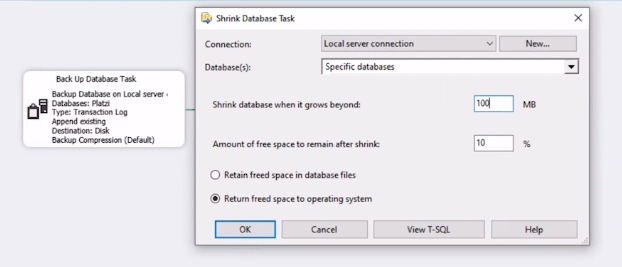 Shrink Database Task
Connection:
Local server connection
New...
Database(s):
Specific databases
Shrink database when it grows beyond:
100
MB
Amount of free space to remain after shrink:
10
%
Retain freed space in database files
Return freed space to operating system
OK
Cancel
View T-SQL
Help
Back Up Database Task
Backup Database on Local server
Databases: Platzi
Type: Transaction Log
Append existing
Destination: Disk
Backup Compression (Default)